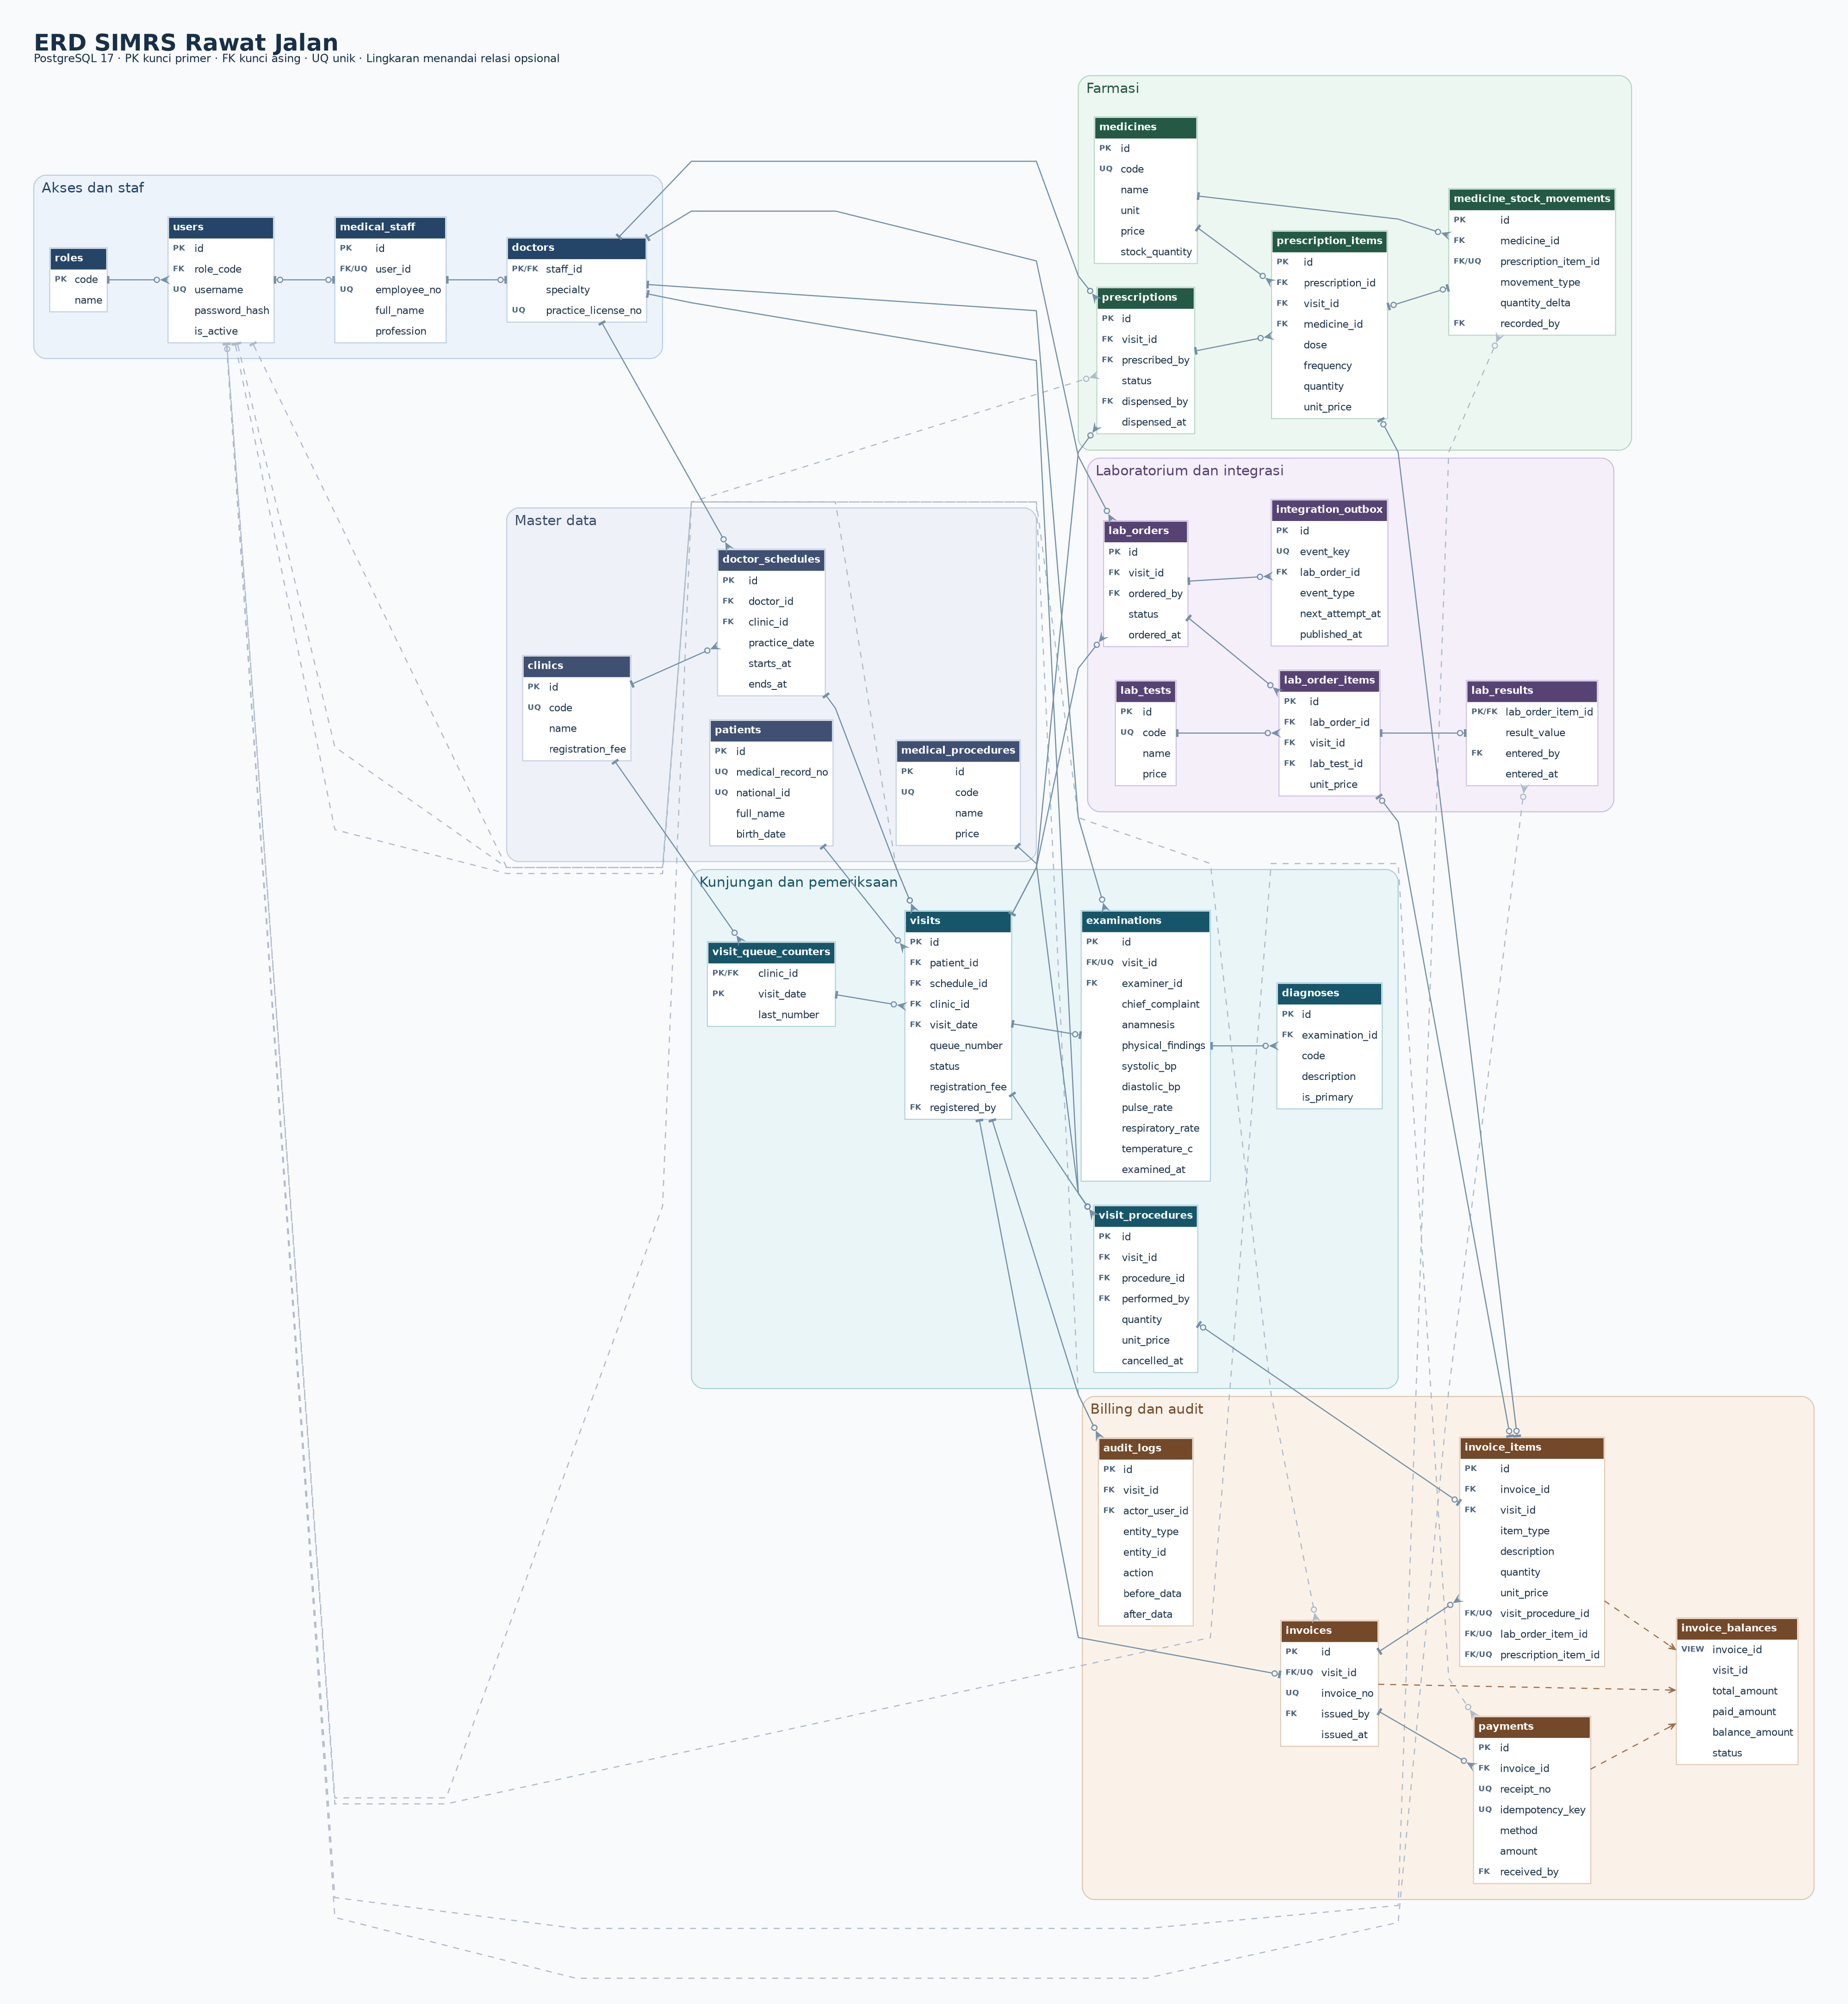 ERD SIMRS Rawat Jalan
PostgreSQL 17 · PK kunci primer · FK kunci asing · UQ unik · Lingkaran menandai relasi opsional
Akses dan staf
roles
PK code
name
users
PK id
FK role_code
UQ username
password_hash
is_active
medical_staff
PK id
FK/UQ user_id
UQ employee_no
full_name
profession
doctors
PK/FK staff_id
specialty
UQ practice_license_no
Farmasi
medicines
PK id
UQ code
name
unit
price
stock_quantity
prescriptions
PK id
FK visit_id
FK prescribed_by
status
FK dispensed_by
dispensed_at
prescription_items
PK id
FK prescription_id
FK visit_id
FK medicine_id
dose
frequency
quantity
unit_price
medicine_stock_movements
PK id
FK medicine_id
FK/UQ prescription_item_id
movement_type
quantity_delta
FK recorded_by
Laboratorium dan integrasi
lab_orders
PK id
FK visit_id
FK ordered_by
status
ordered_at
integration_outbox
PK id
UQ event_key
FK lab_order_id
event_type
next_attempt_at
published_at
lab_tests
PK id
UQ code
name
price
lab_order_items
PK id
FK lab_order_id
FK visit_id
FK lab_test_id
unit_price
lab_results
PK/FK lab_order_item_id
result_value
FK entered_by
entered_at
Master data
doctor_schedules
PK id
FK doctor_id
FK clinic_id
practice_date
starts_at
ends_at
clinics
PK id
UQ code
name
registration_fee
patients
PK id
UQ medical_record_no
UQ national_id
full_name
birth_date
medical_procedures
PK id
UQ code
name
price
Kunjungan dan pemeriksaan
visit_queue_counters
PK/FK clinic_id
PK visit_date
last_number
visits
PK id
FK patient_id
FK schedule_id
FK clinic_id
FK visit_date
queue_number
status
registration_fee
FK registered_by
examinations
PK id
FK/UQ visit_id
FK examiner_id
chief_complaint
anamnesis
physical_findings
systolic_bp
diastolic_bp
pulse_rate
respiratory_rate
temperature_c
examined_at
diagnoses
PK id
FK examination_id
code
description
is_primary
visit_procedures
PK id
FK visit_id
FK procedure_id
FK performed_by
quantity
unit_price
cancelled_at
Billing dan audit
audit_logs
PK id
FK visit_id
FK actor_user_id
entity_type
entity_id
action
before_data
after_data
invoices
PK id
FK/UQ visit_id
UQ invoice_no
FK issued_by
issued_at
invoice_items
PK id
FK invoice_id
FK visit_id
item_type
description
quantity
unit_price
FK/UQ visit_procedure_id
FK/UQ lab_order_item_id
FK/UQ prescription_item_id
payments
PK id
FK invoice_id
UQ receipt_no
UQ idempotency_key
method
amount
FK received_by
invoice_balances
VIEW invoice_id
visit_id
total_amount
paid_amount
balance_amount
status